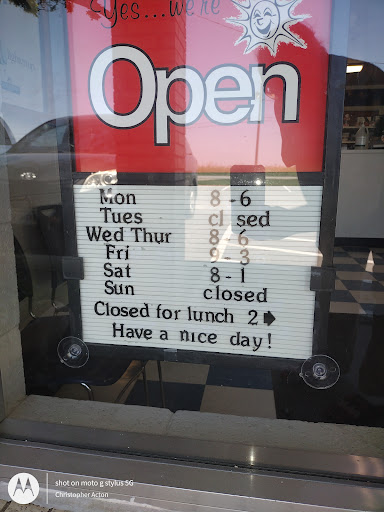 Yes...we're
Open
Mon 8-6
Tues cl sed
Wed Thur 8-6
Fri 9-3
Sat 8-1
Sun closed
Closed for lunch 2
Have a nice day!
shot on moto g stylus 5G
Christopher Acton